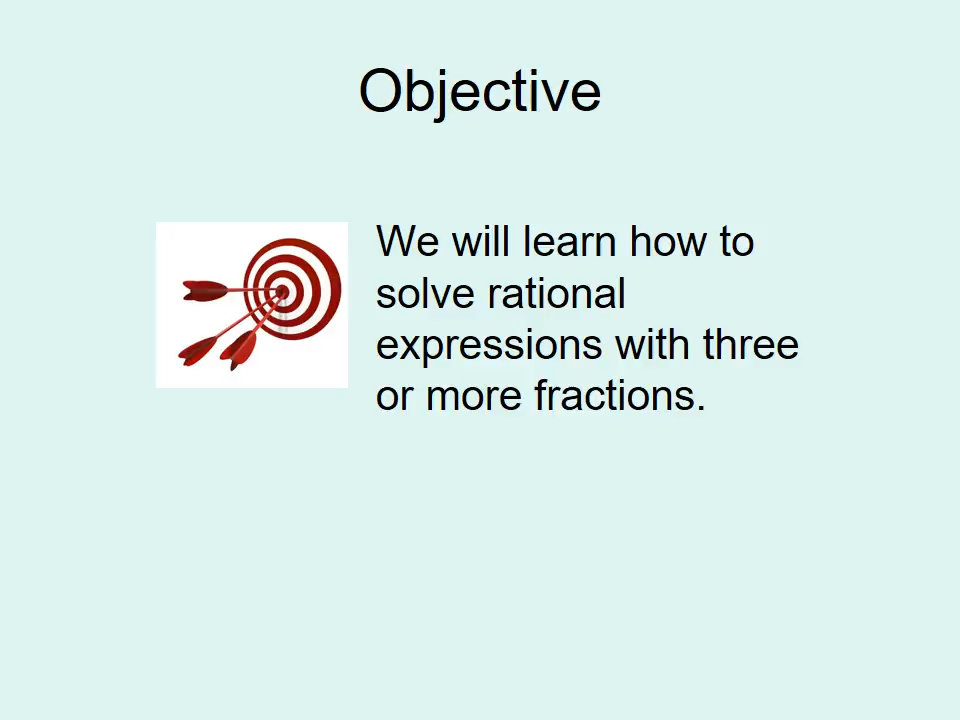 Objective
We will learn how to
solve rational
expressions with three
or more fractions.